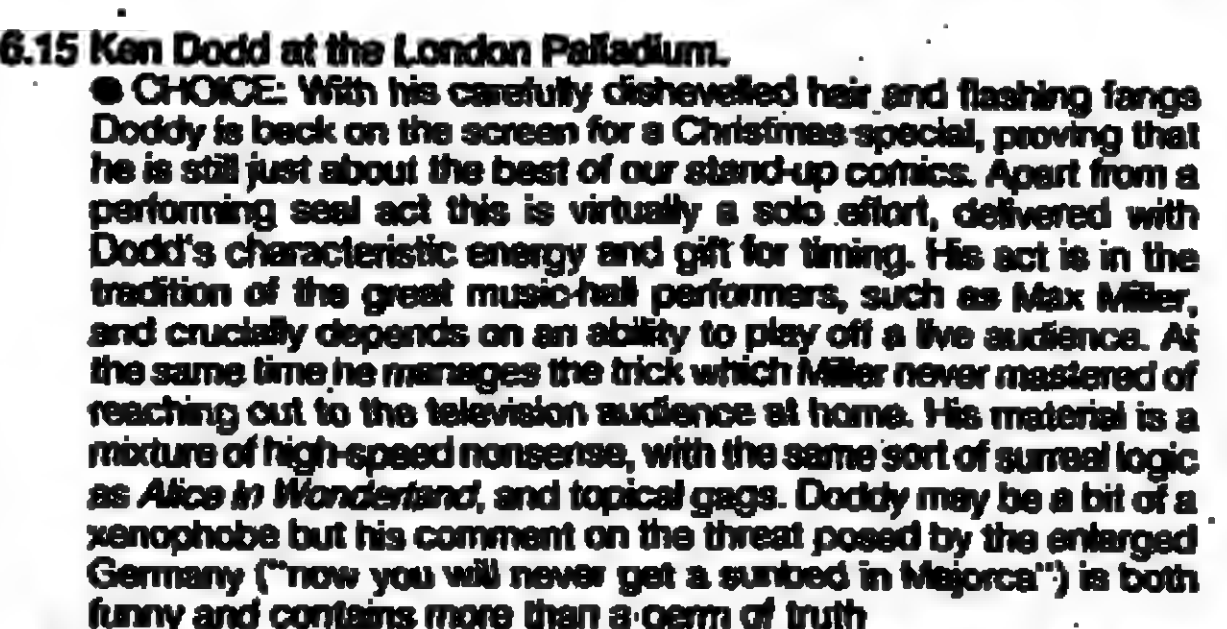 6.15 Ken Dodd at the London Palladium.
● CHOICE: With his carefully dishevelled hair and flashing fangs
Doddy is back on the screen for a Christmas special, proving that
he is still just about the best of our stand-up comics. Apart from a
performing seal act this is virtually a solo effort, delivered with
Dodd's characteristic energy and gift for timing. His act is in the
tradition of the great music-hall performers, such as Max Miller,
and crucially depends on an ability to play off a live audience. At
the same time he manages the trick which Miller never mastered of
reaching out to the television audience at home. His material is a
mixture of high-speed nonsense, with the same sort of surreal logic
as Alice in Wonderland, and topical gags. Doddy may be a bit of a
xenophobe but his comment on the threat posed by the enlarged
Germany ("now you will never get a sunbed in Majorca") is both
funny and contains more than a germ of truth